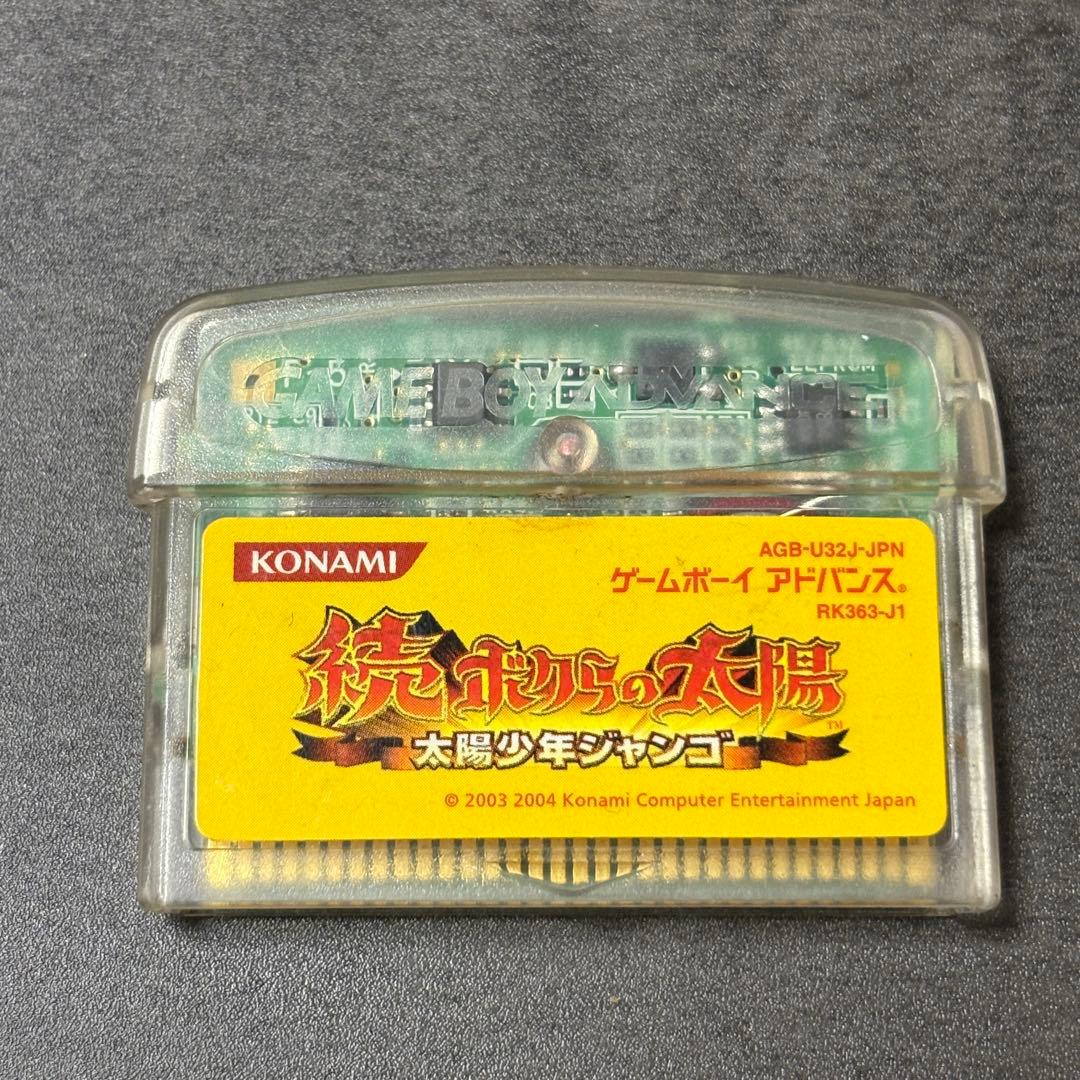 GAME BOY ADVANCE
KONAMI
AGB-U32J-JPN
ゲームボーイ アドバンス®
RK363-J1
続・ボクらの太陽
太陽少年ジャンゴ
TM
© 2003 2004 Konami Computer Entertainment Japan